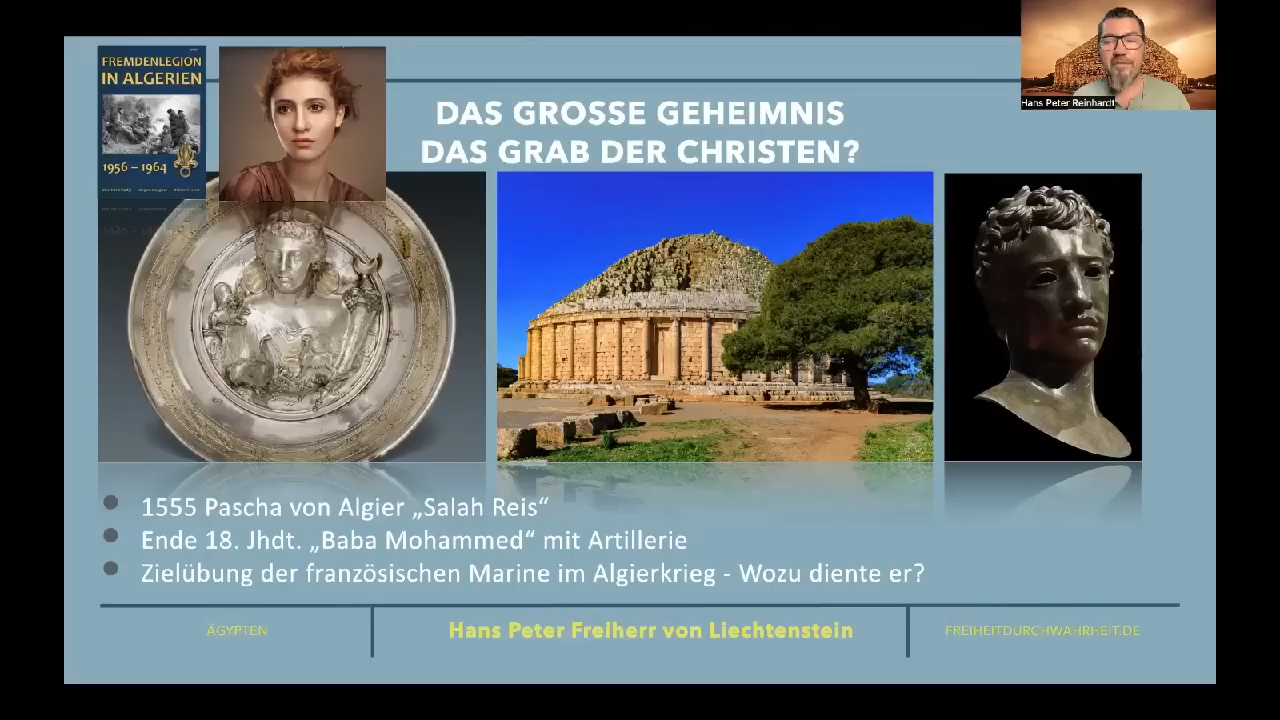 FREMDENLEGION
IN ALGERIEN
1956 – 1964
Hans Peter Reinhardt
DAS GROSSE GEHEIMNIS
DAS GRAB DER CHRISTEN?
1555 Pascha von Algier „Salah Reis“
Ende 18. Jhdt. „Baba Mohammed“ mit Artillerie
Zielübung der französischen Marine im Algierkrieg - Wozu diente er?
ÄGYPTEN
Hans Peter Freiherr von Liechtenstein
FREIHEITDURCHWAHRHEIT.DE